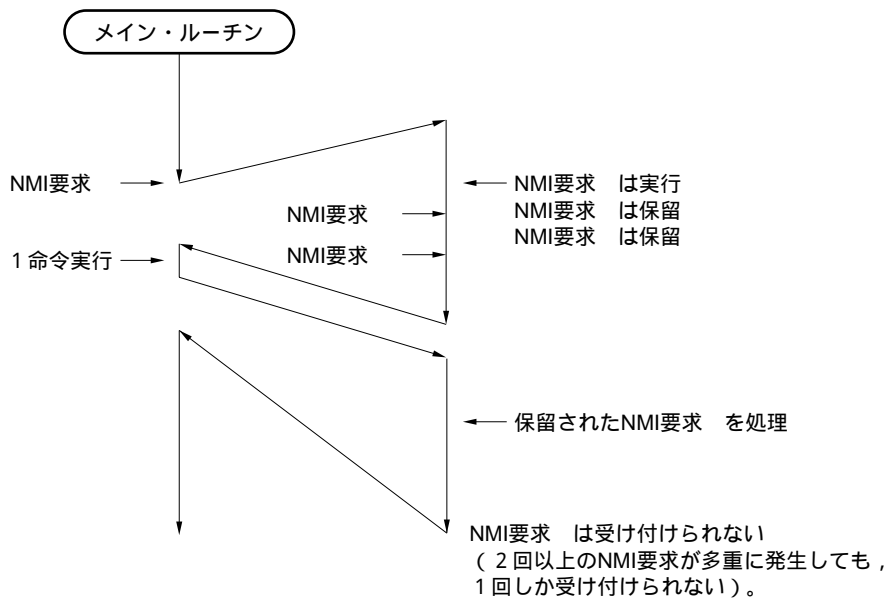 メイン・ルーチン
NMI要求
NMI要求 は実行
NMI要求
NMI要求 は保留
NMI要求 は保留
NMI要求
1命令実行
保留されたNMI要求 を処理
NMI要求 は受け付けられない
(2回以上のNMI要求が多重に発生しても,
1回しか受け付けられない)。